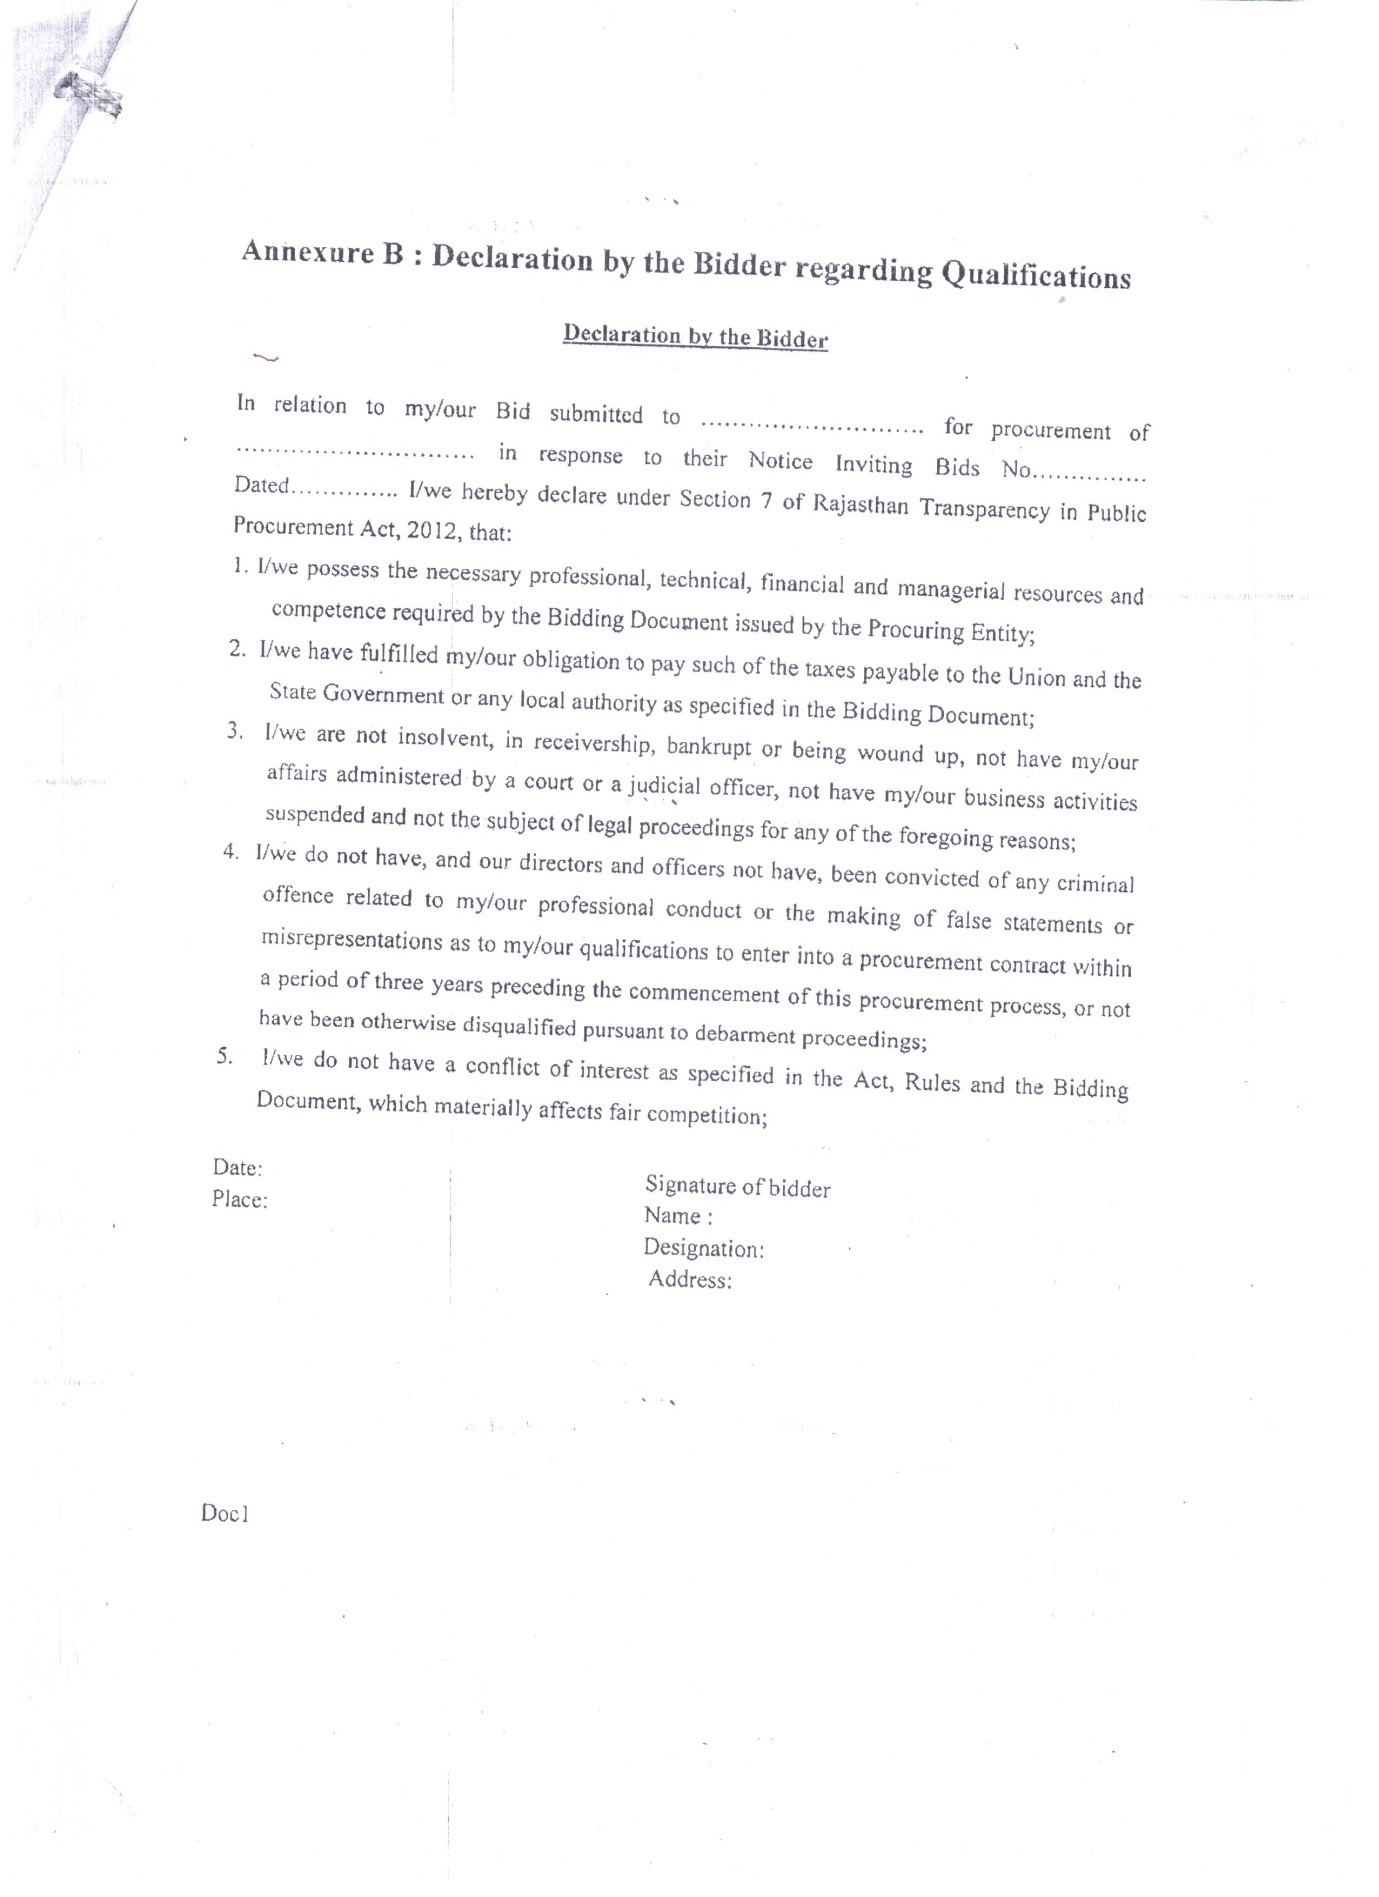 Annexure B : Declaration by the Bidder regarding Qualifications
Declaration by the Bidder
In relation to my/our Bid submitted to ............................ for procurement of
.............................. in response to their Notice Inviting Bids No...............
Dated.............. I/we hereby declare under Section 7 of Rajasthan Transparency in Public
Procurement Act, 2012, that:
1. I/we possess the necessary professional, technical, financial and managerial resources and
competence required by the Bidding Document issued by the Procuring Entity;
2. I/we have fulfilled my/our obligation to pay such of the taxes payable to the Union and the
State Government or any local authority as specified in the Bidding Document;
3. I/we are not insolvent, in receivership, bankrupt or being wound up, not have my/our
affairs administered by a court or a judicial officer, not have my/our business activities
suspended and not the subject of legal proceedings for any of the foregoing reasons;
4. I/we do not have, and our directors and officers not have, been convicted of any criminal
offence related to my/our professional conduct or the making of false statements or
misrepresentations as to my/our qualifications to enter into a procurement contract within
a period of three years preceding the commencement of this procurement process, or not
have been otherwise disqualified pursuant to debarment proceedings;
5. I/we do not have a conflict of interest as specified in the Act, Rules and the Bidding
Document, which materially affects fair competition;
Date:
Place:
Signature of bidder
Name :
Designation:
Address:
Doc1